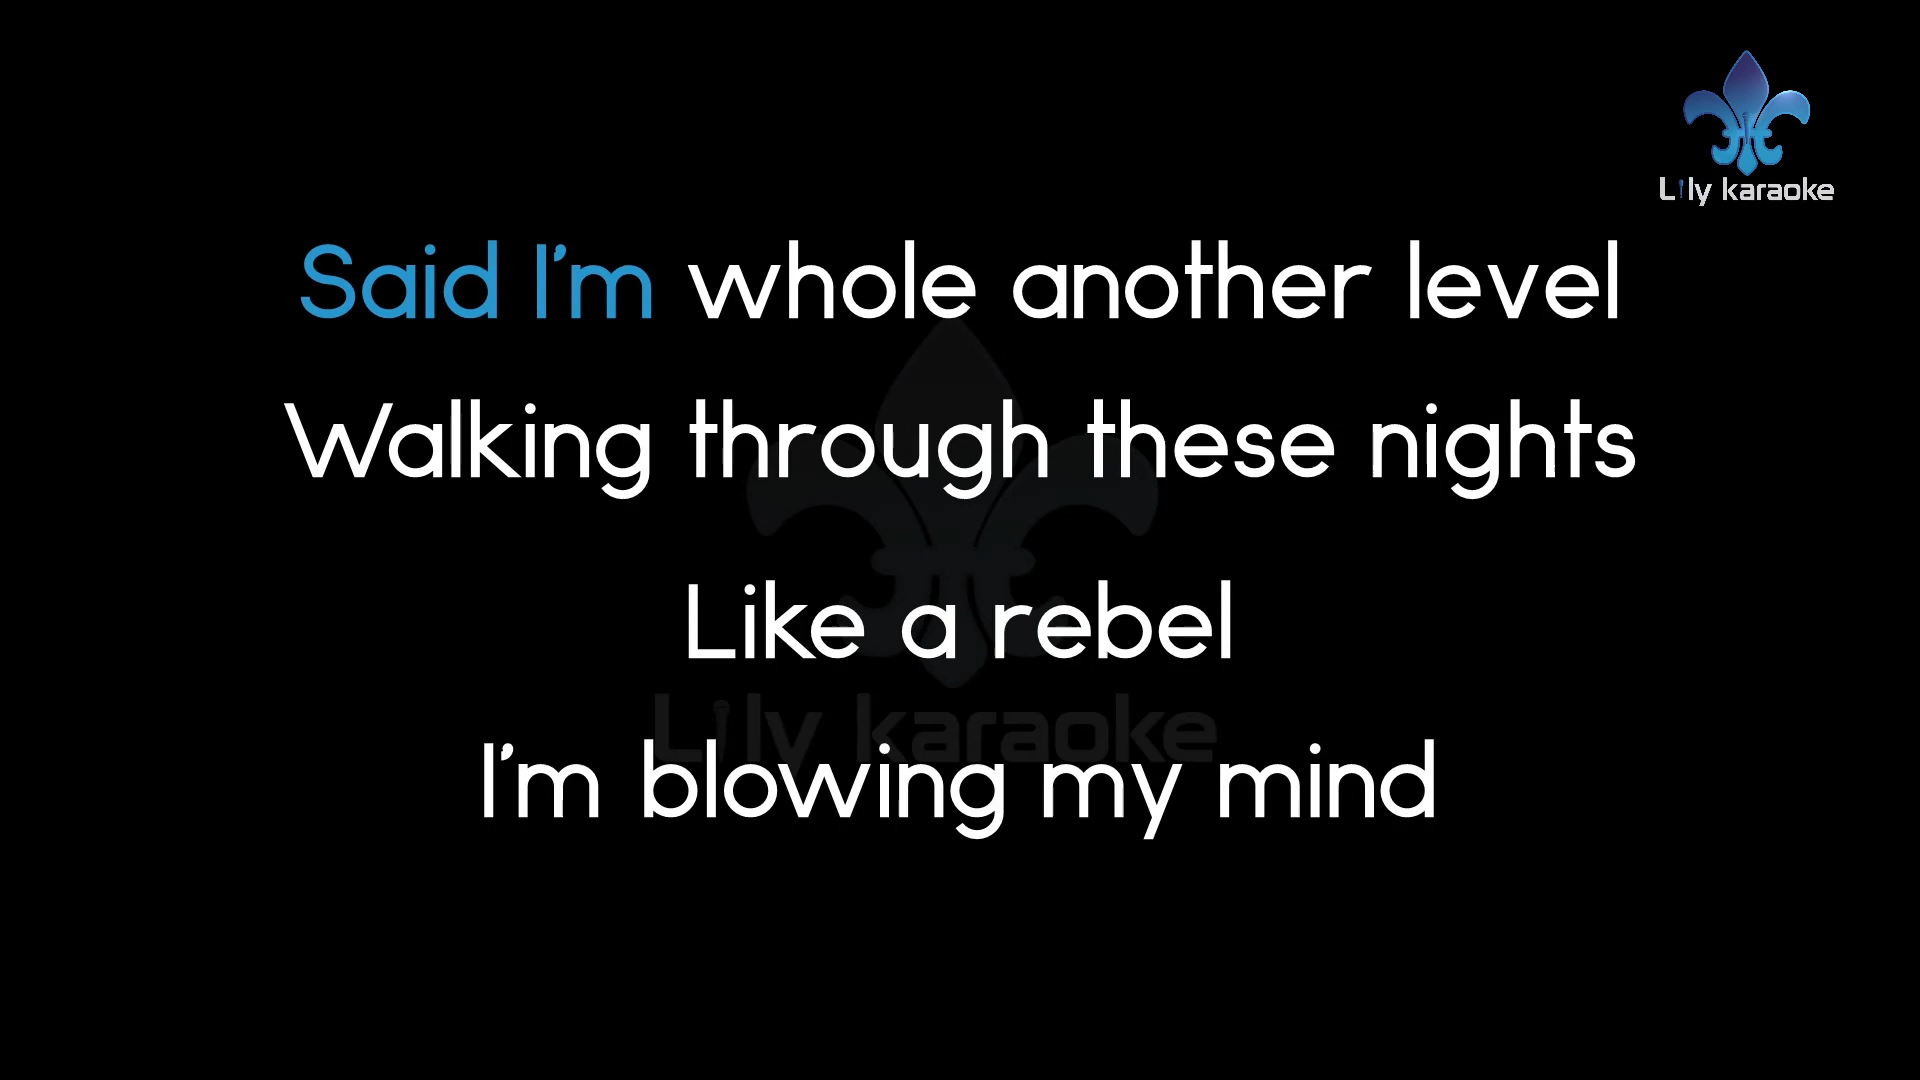 Lily karaoke
Said I'm whole another level
Walking through these nights
Like a rebel
Lily karaoke
I'm blowing my mind